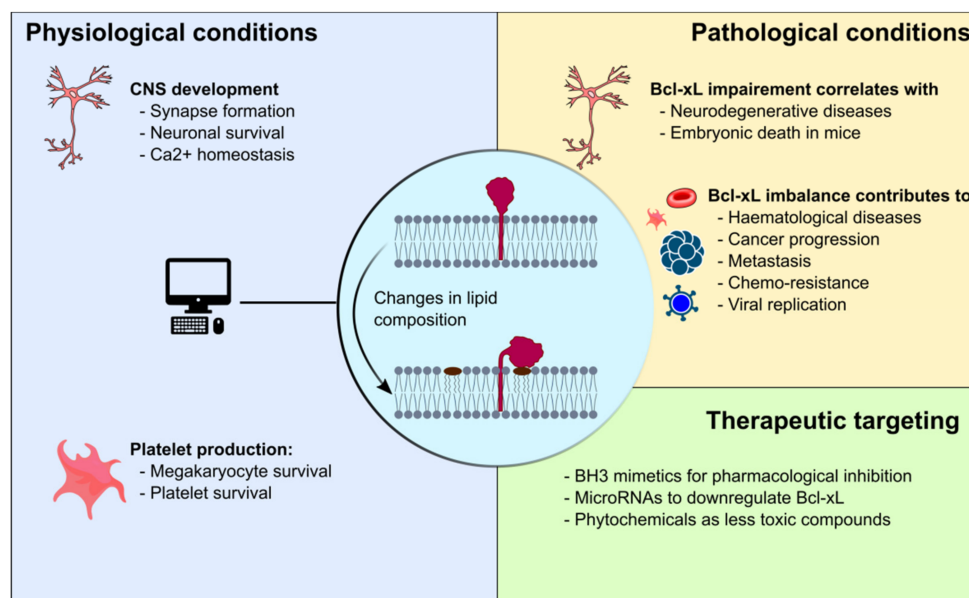 Physiological conditions
CNS development
- Synapse formation
- Neuronal survival
- Ca2+ homeostasis
Changes in lipid
composition
Platelet production:
- Megakaryocyte survival
- Platelet survival
Pathological conditions
Bcl-xL impairement correlates with
- Neurodegenerative diseases
- Embryonic death in mice
Bcl-xL imbalance contributes to
- Haematological diseases
- Cancer progression
- Metastasis
- Chemo-resistance
- Viral replication
Therapeutic targeting
- BH3 mimetics for pharmacological inhibition
- MicroRNAs to downregulate Bcl-xL
- Phytochemicals as less toxic compounds